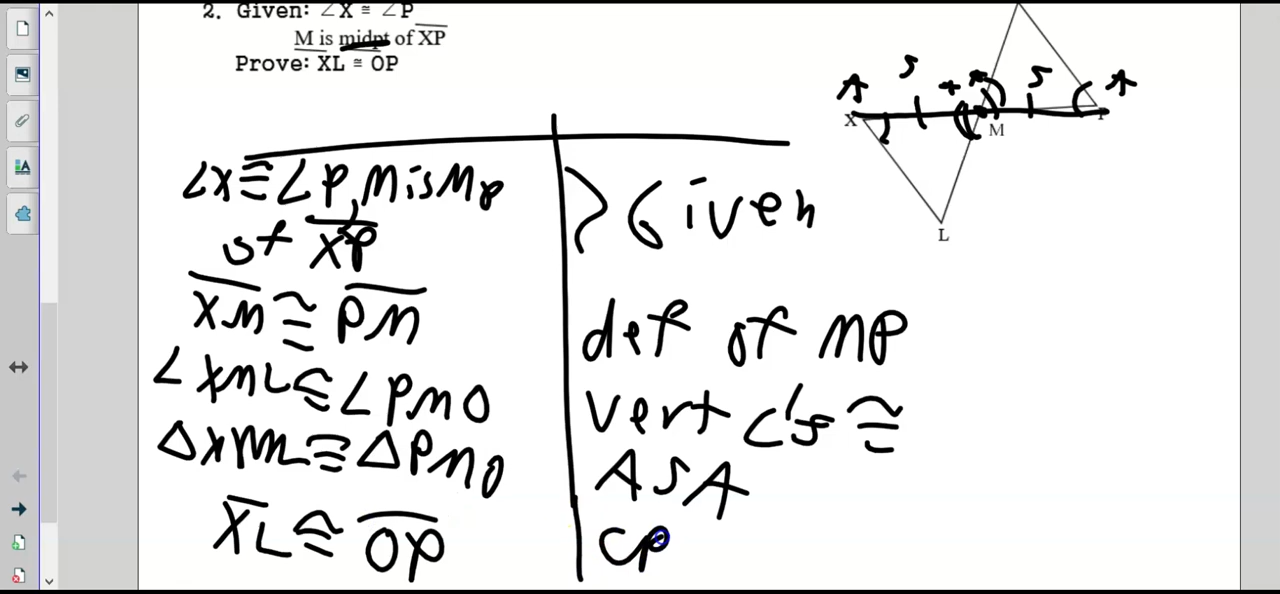 2. Given: ∠X ≅ ∠P
M is midpt of XP
Prove: XL ≅ OP
A S A A S A
X M P
L
∠X ≅ ∠P, M is MP
of XP
> Given
XM ≅ PM
def of MP
∠XML ≅ ∠PMO
vert ∠'s ≅
△XML ≅ △PMO
ASA
XL ≅ OP
CP